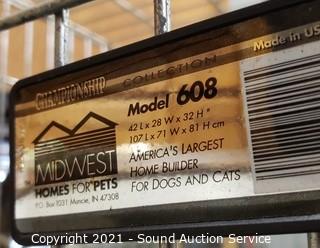 CHAMPIONSHIP COLLECTION
Made in US
Model 608
42 L x 28 W x 32 H "
107 L x 71 W x 81 H cm
MIDWEST
HOMES FOR PETS
P.O. Box 1031 Muncie, IN 47308
AMERICA'S LARGEST
HOME BUILDER
FOR DOGS AND CATS
Copyright 2021 - Sound Auction Service